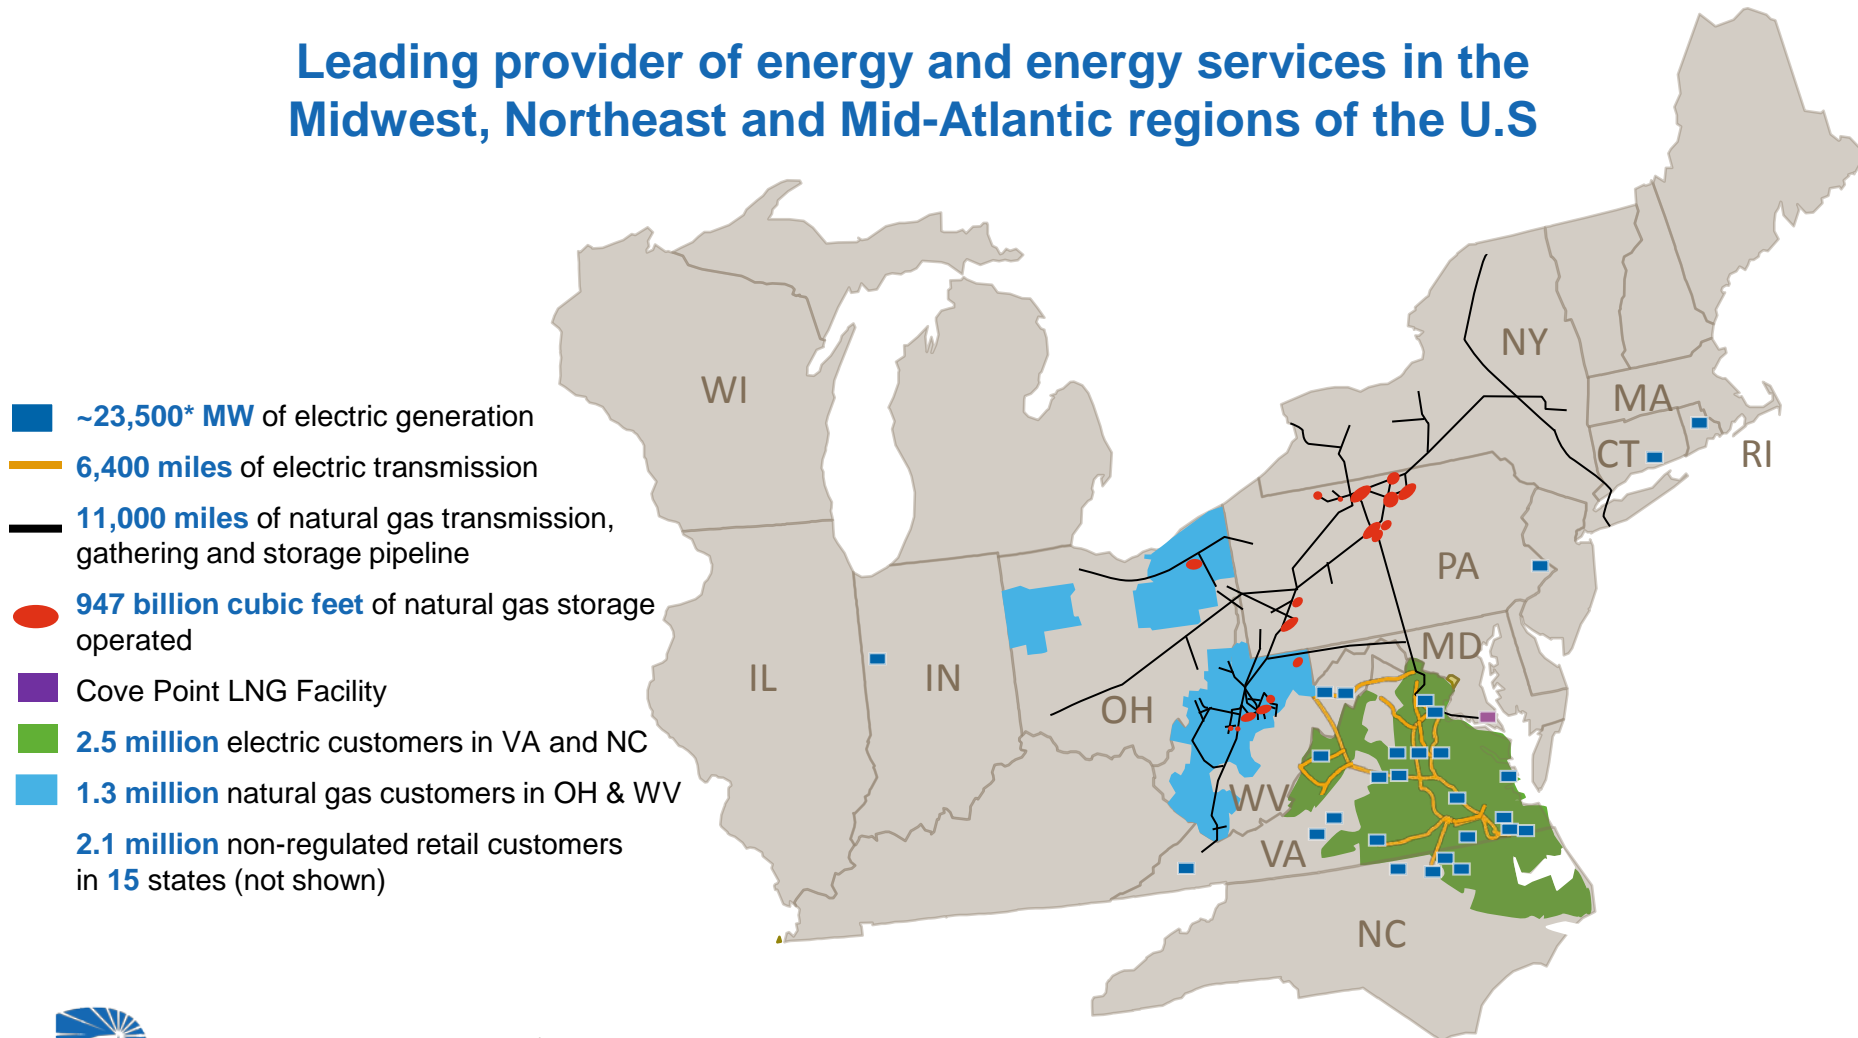 Leading provider of energy and energy services in the
Midwest, Northeast and Mid-Atlantic regions of the U.S
~23,500* MW of electric generation
6,400 miles of electric transmission
11,000 miles of natural gas transmission,
gathering and storage pipeline
947 billion cubic feet of natural gas storage
operated
Cove Point LNG Facility
2.5 million electric customers in VA and NC
1.3 million natural gas customers in OH & WV
2.1 million non-regulated retail customers
in 15 states (not shown)
WI
NY
MA
CT
RI
PA
MD
IL
IN
OH
WV
VA
NC